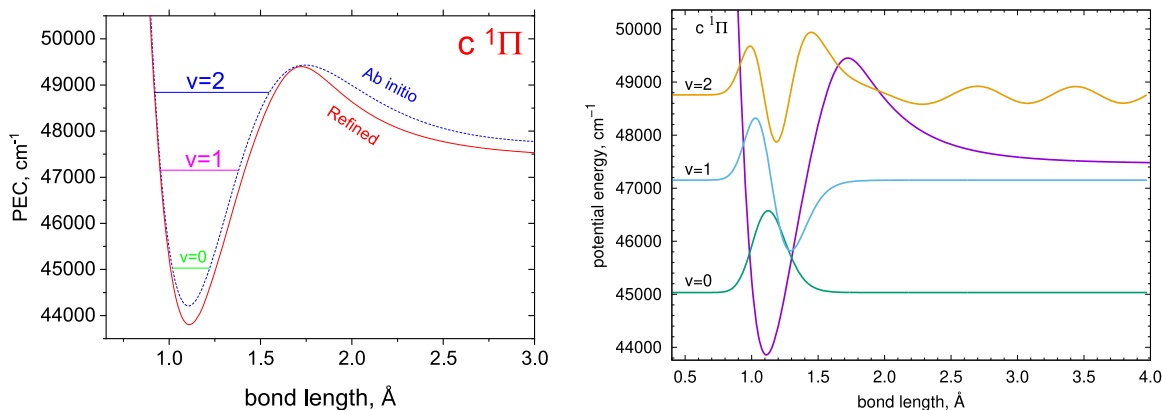 c ¹Π
50000
49000
48000
47000
46000
45000
44000
PEC, cm⁻¹
v=2
v=1
v=0
Ab initio
Refined
1.0
1.5
2.0
2.5
3.0
bond length, Å
c ¹Π
50000
49000
48000
47000
46000
45000
44000
potential energy, cm⁻¹
v=2
v=1
v=0
0.5
1.0
1.5
2.0
2.5
3.0
3.5
4.0
bond length, Å